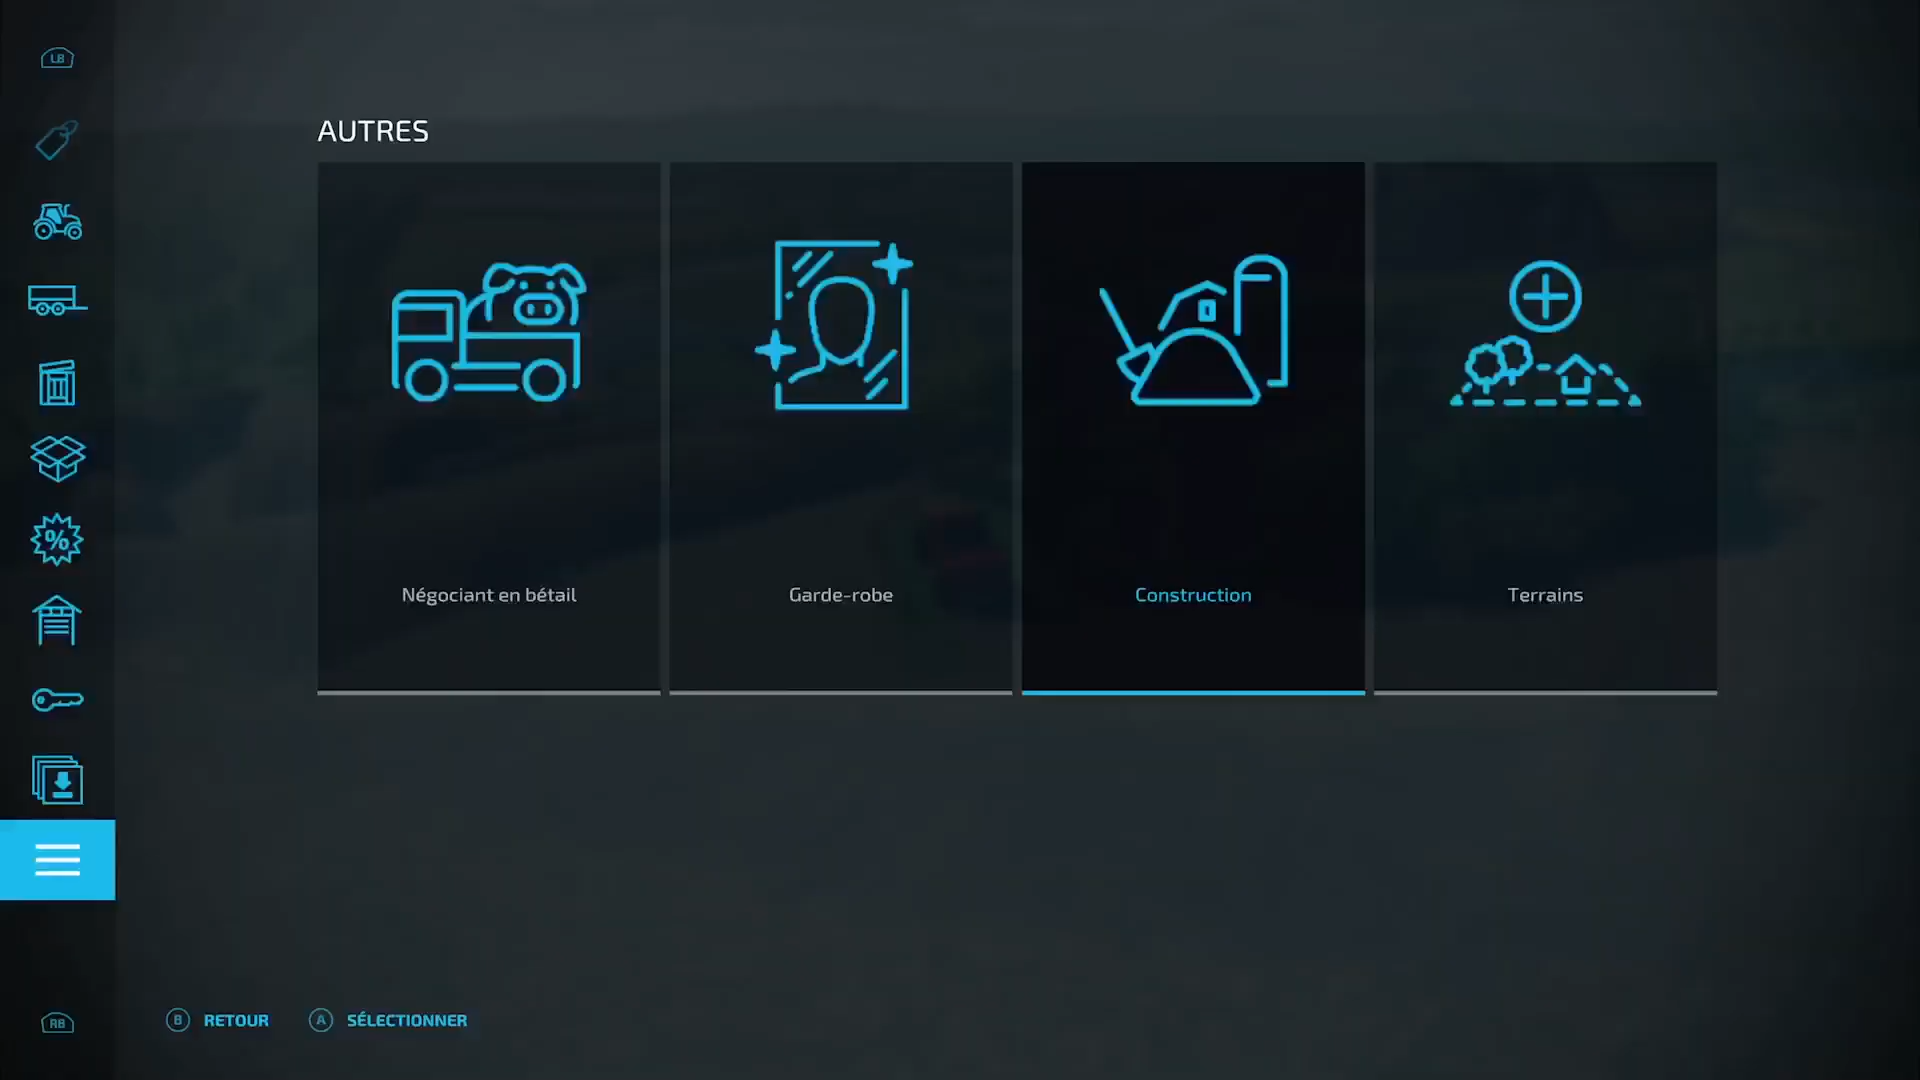 LB
AUTRES
%
Négociant en bétail
Garde-robe
Construction
Terrains
RB
B RETOUR A SÉLECTIONNER